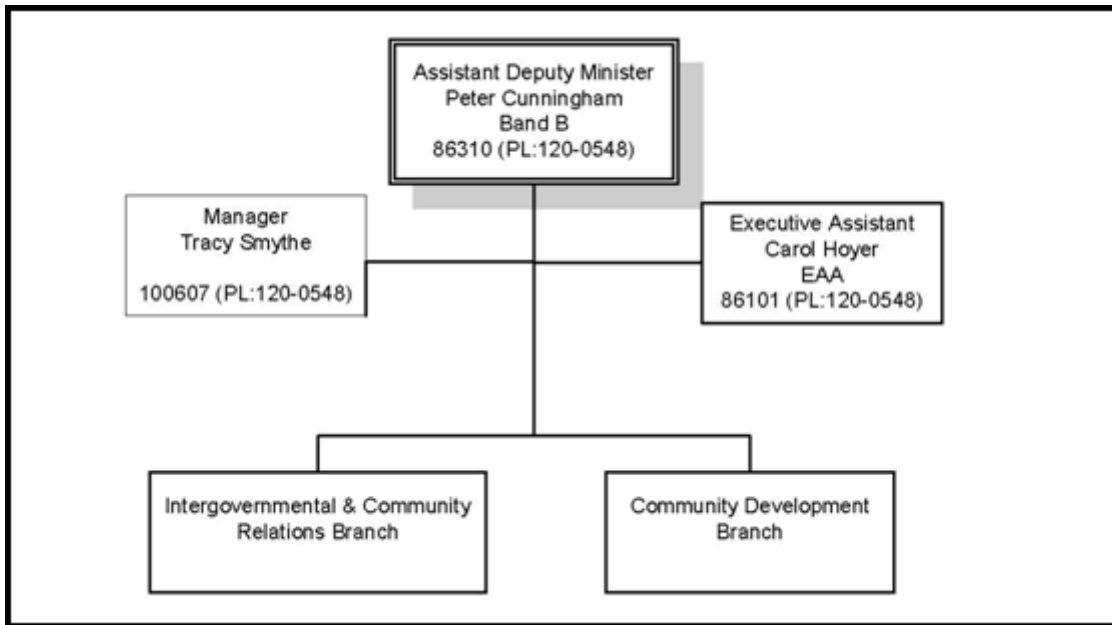 Assistant Deputy Minister
Peter Cunningham
Band B
86310 (PL:120-0548)
Manager
Tracy Smythe
100607 (PL:120-0548)
Executive Assistant
Carol Hoyer
EAA
86101 (PL:120-0548)
Intergovernmental & Community
Relations Branch
Community Development
Branch